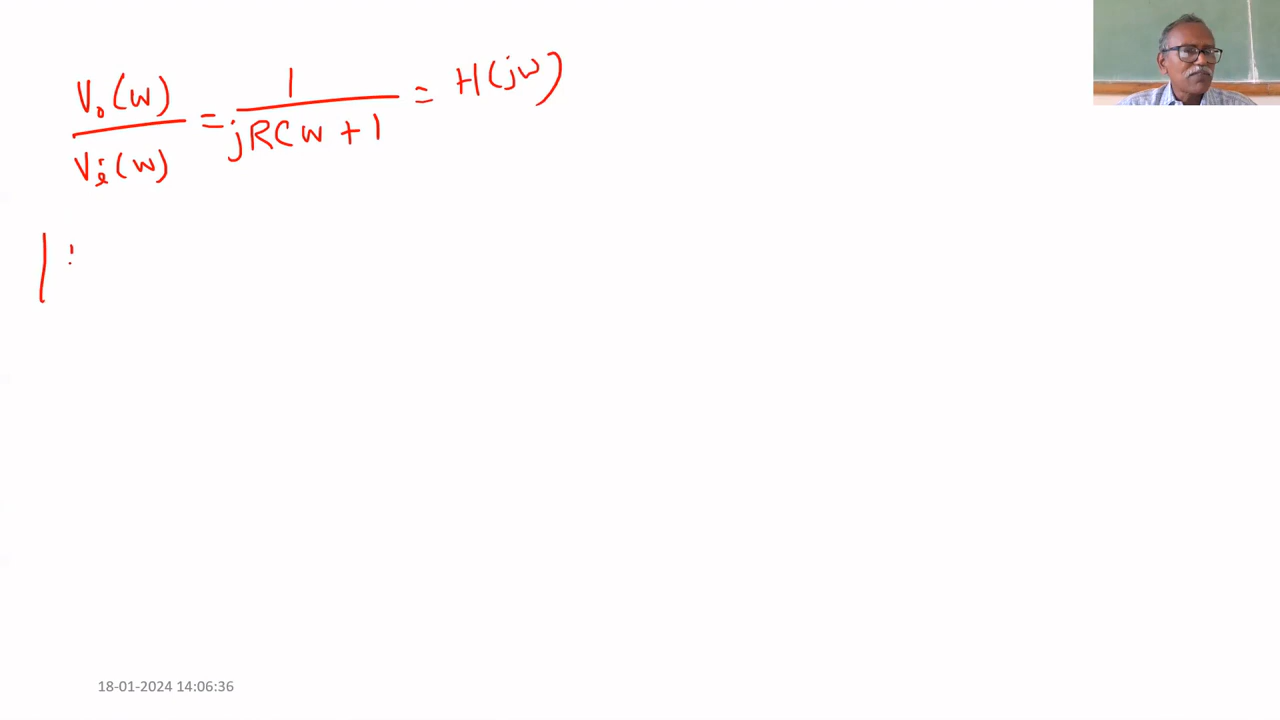 V₀(w) / Vᵢ(w) = 1 / (jRCw + 1) = H(jw)
|
18-01-2024 14:06:36